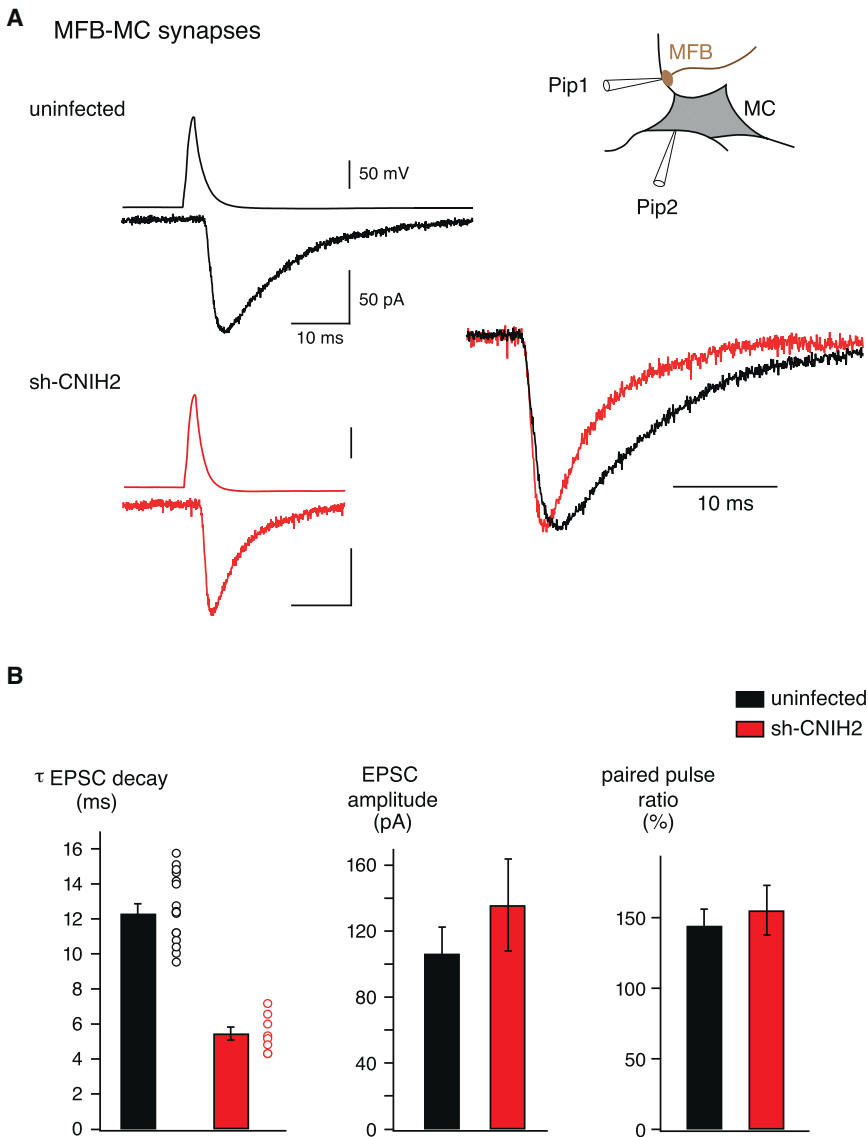 A
MFB-MC synapses
uninfected
50 mV
50 pA
10 ms
MFB
Pip1
MC
Pip2
sh-CNIH2
10 ms
B
uninfected
sh-CNIH2
τ EPSC decay
(ms)
16
14
12
10
8
6
4
2
0
EPSC
amplitude
(pA)
160
120
80
40
0
paired pulse
ratio
(%)
150
100
50
0